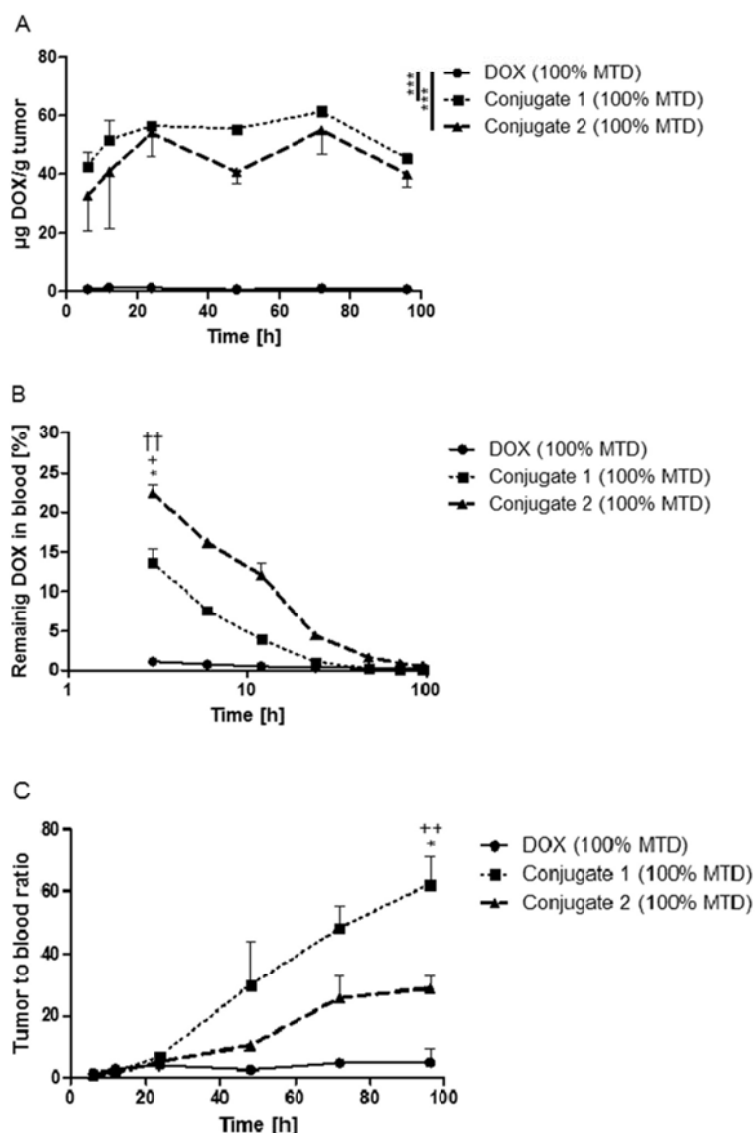 A
80
60
40
20
0
µg DOX/g tumor
0 20 40 60 80 100
Time [h]
DOX (100% MTD)
Conjugate 1 (100% MTD)
Conjugate 2 (100% MTD)
***
***
B
30
25
20
15
10
5
0
Remainig DOX in blood [%]
††
+
*
1 10 100
Time [h]
DOX (100% MTD)
Conjugate 1 (100% MTD)
Conjugate 2 (100% MTD)
C
80
60
40
20
0
Tumor to blood ratio
++
*
0 20 40 60 80 100
Time [h]
DOX (100% MTD)
Conjugate 1 (100% MTD)
Conjugate 2 (100% MTD)